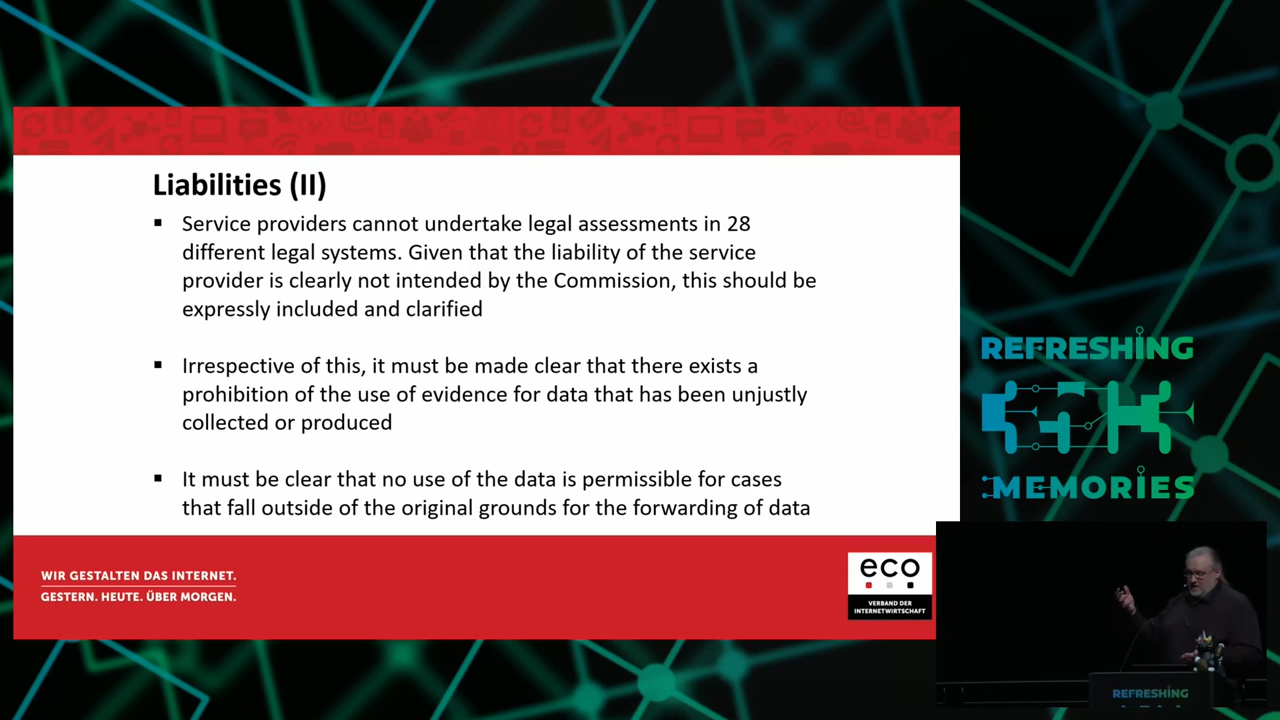 Liabilities (II)
▪ Service providers cannot undertake legal assessments in 28
different legal systems. Given that the liability of the service
provider is clearly not intended by the Commission, this should be
expressly included and clarified
▪ Irrespective of this, it must be made clear that there exists a
prohibition of the use of evidence for data that has been unjustly
collected or produced
▪ It must be clear that no use of the data is permissible for cases
that fall outside of the original grounds for the forwarding of data
WIR GESTALTEN DAS INTERNET.
GESTERN. HEUTE. ÜBER MORGEN.
eco
VERBAND DER
INTERNETWIRTSCHAFT
REFRESHING
MEMORIES
REFRESHING